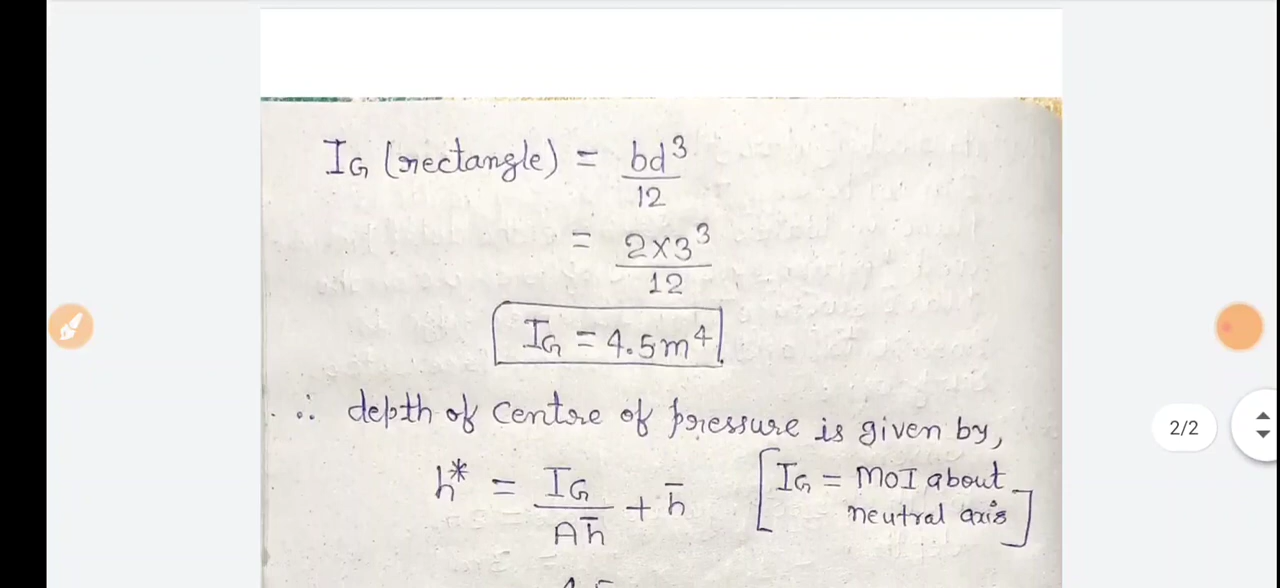 IG (rectangle) = bd³/12
= 2×3³/12
IG = 4.5m⁴
∴ depth of centre of pressure is given by,
h* = IG/Ah̄ + h̄ [IG = MOI about neutral axis]
2/2